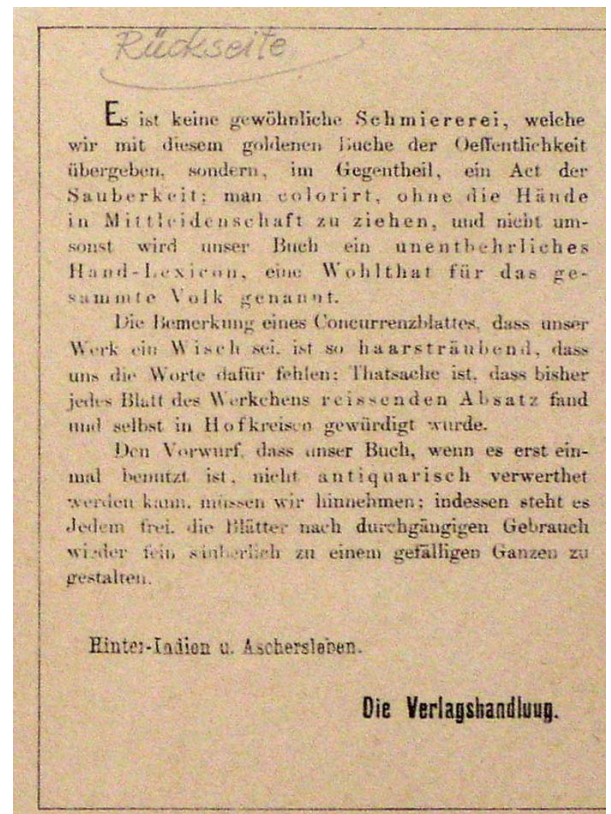 Rückseite
Es ist keine gewöhnliche Schmiererei, welche
wir mit diesem goldenen Buche der Oeffentlichkeit
übergeben, sondern, im Gegentheil, ein Act der
Sauberkeit; man colorirt, ohne die Hände
in Mittleidenschaft zu ziehen, und nicht um-
sonst wird unser Buch ein unentbehrliches
Hand-Lexicon, eine Wohlthat für das ge-
sammte Volk genannt.
Die Bemerkung eines Concurrenzblattes, dass unser
Werk ein Wisch sei, ist so haarsträubend, dass
uns die Worte dafür fehlen; Thatsache ist, dass bisher
jedes Blatt des Werkchens reissenden Absatz fand
und selbst in Hofkreisen gewürdigt wurde.
Den Vorwurf, dass unser Buch, wenn es erst ein-
mal benutzt ist, nicht antiquarisch verwerthet
werden kann, müssen wir hinnehmen; indessen steht es
Jedem frei, die Blätter nach durchgängigen Gebrauch
wieder fein säuberlich zu einem gefälligen Ganzen zu
gestalten.
Hinter-Indien u. Aschersleben.
Die Verlagshandluug.